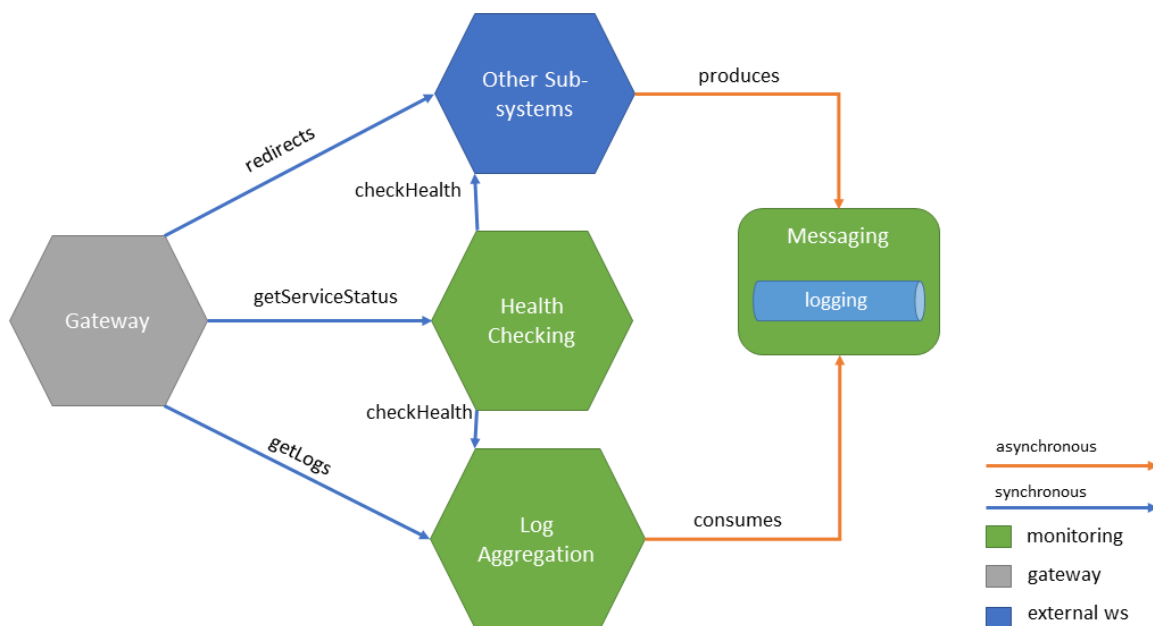 Other Sub-
systems
produces
redirects
checkHealth
Messaging
logging
getServiceStatus
Gateway
Health
Checking
checkHealth
getLogs
Log
Aggregation
consumes
asynchronous
synchronous
monitoring
gateway
external ws